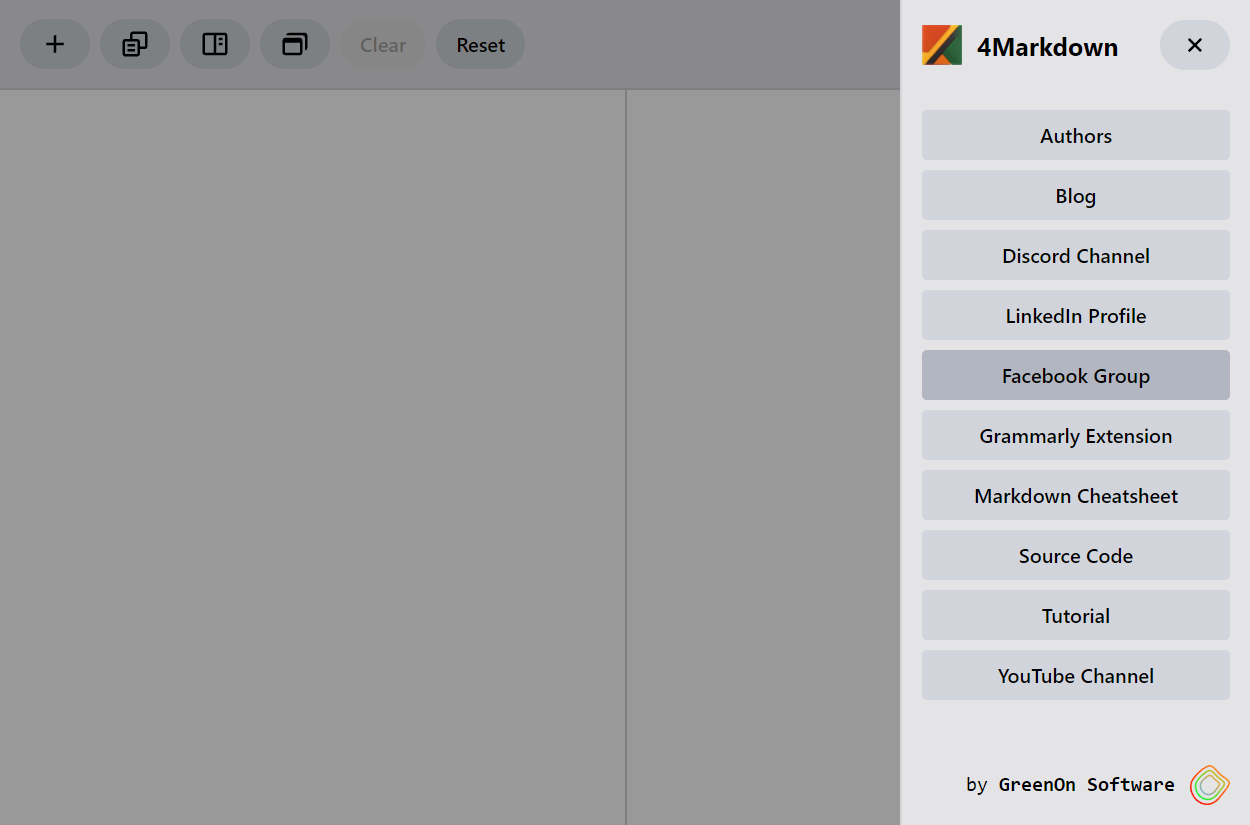 Clear
Reset
4Markdown
Authors
Blog
Discord Channel
LinkedIn Profile
Facebook Group
Grammarly Extension
Markdown Cheatsheet
Source Code
Tutorial
YouTube Channel
by GreenOn Software